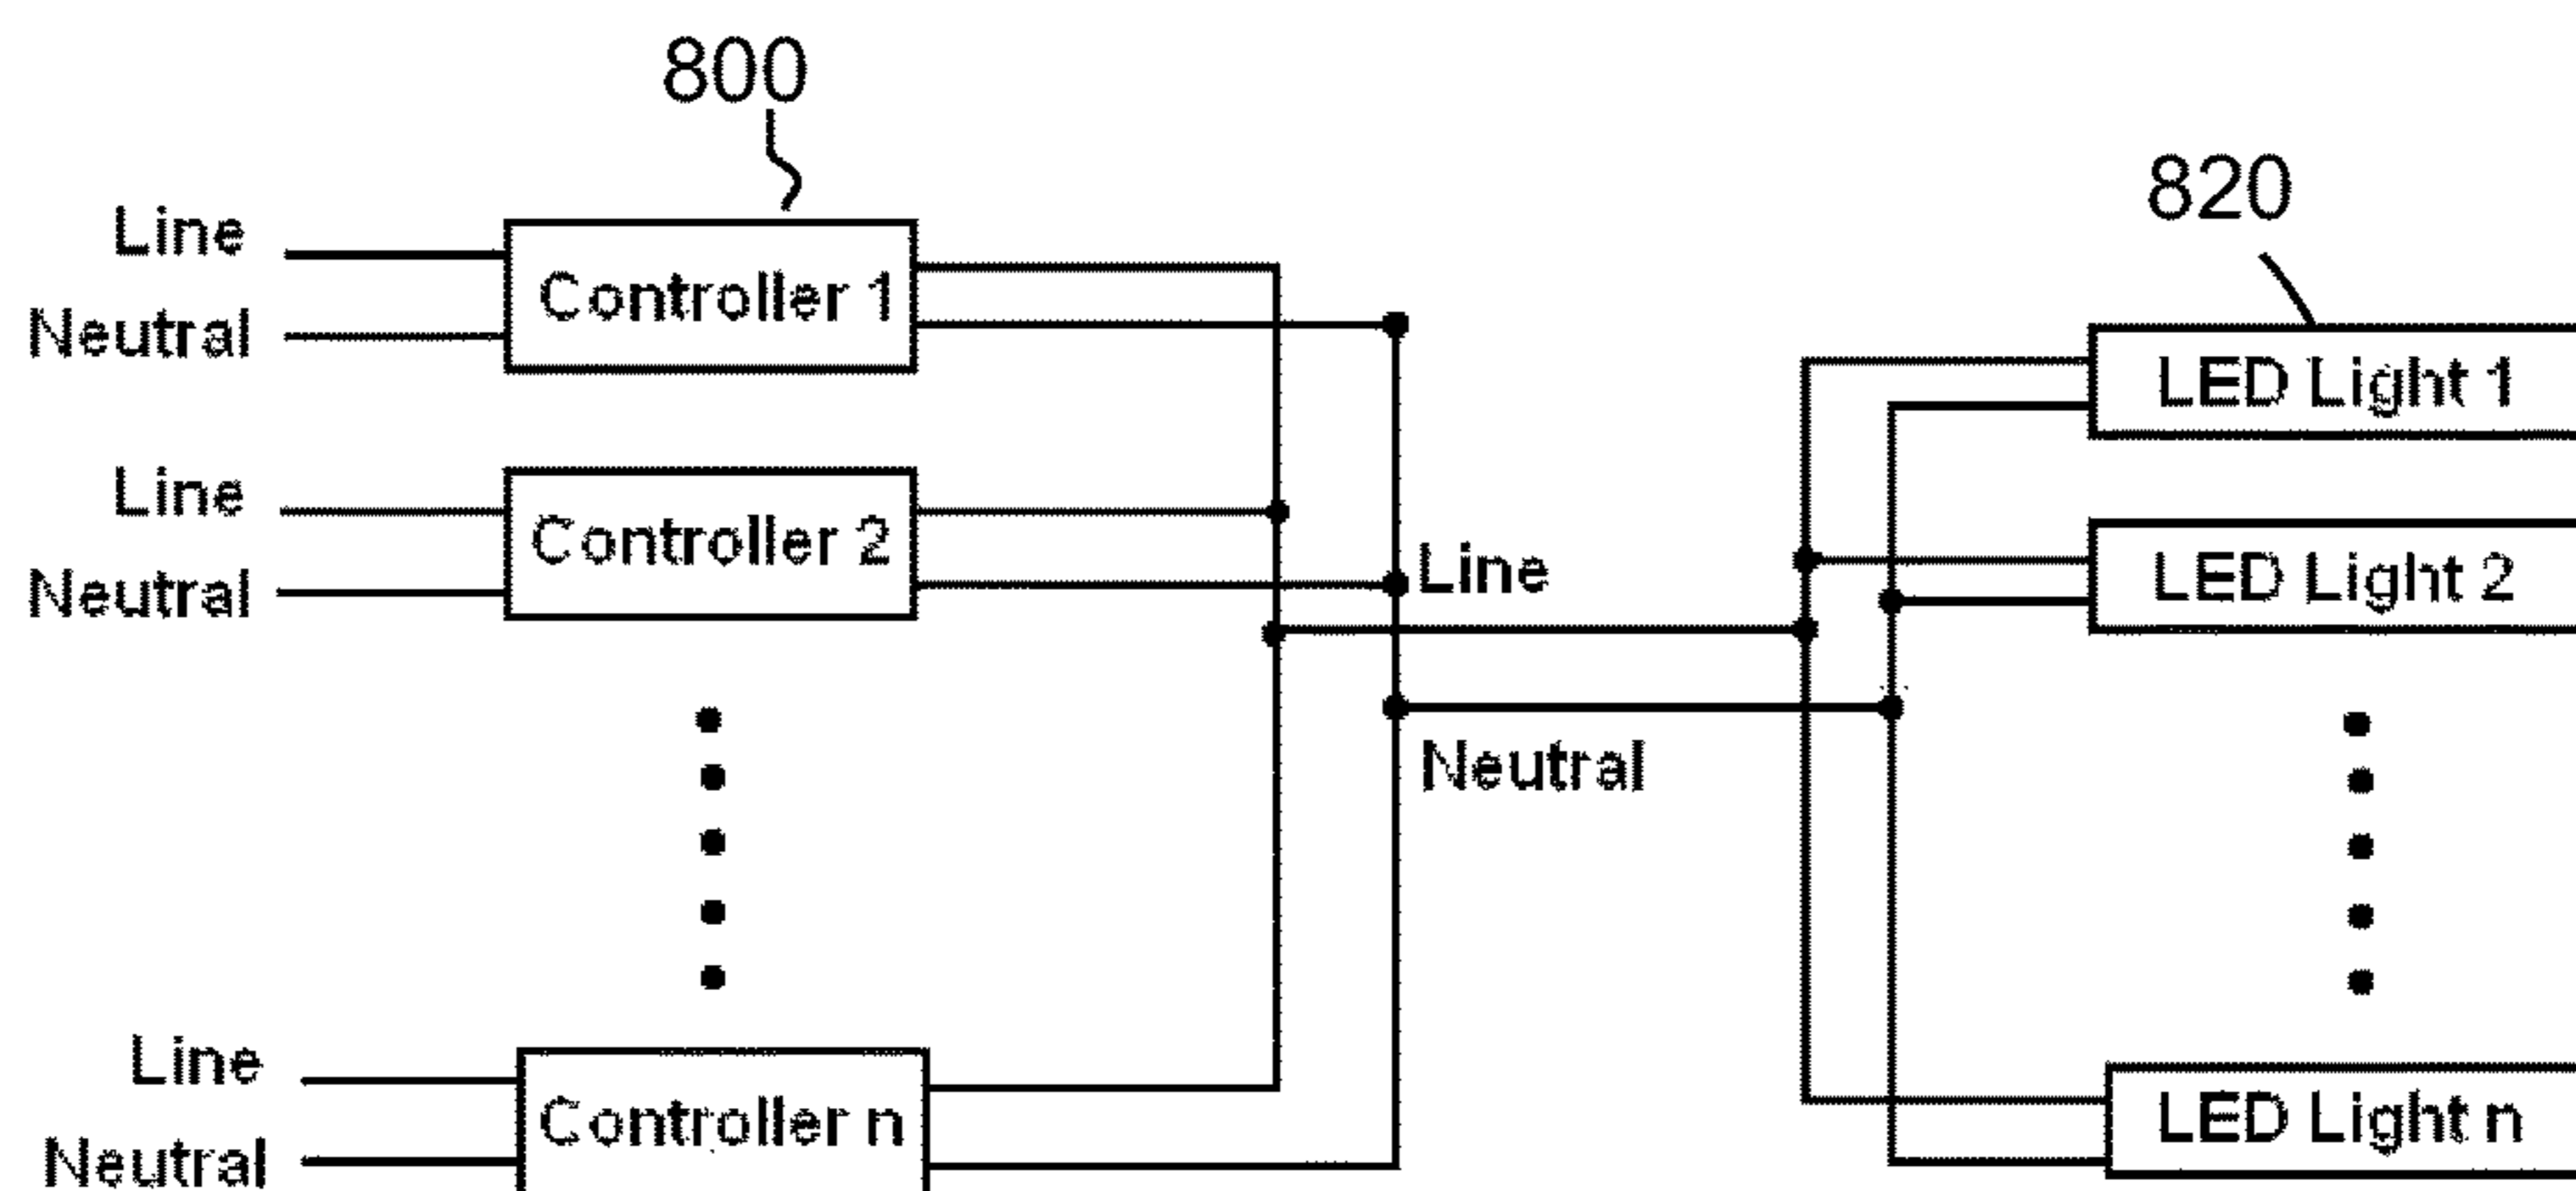 800
820
Line
Neutral
Controller 1
LED Light 1
Line
Neutral
Controller 2
Line
LED Light 2
Neutral
Line
Neutral
Controller n
LED Light n